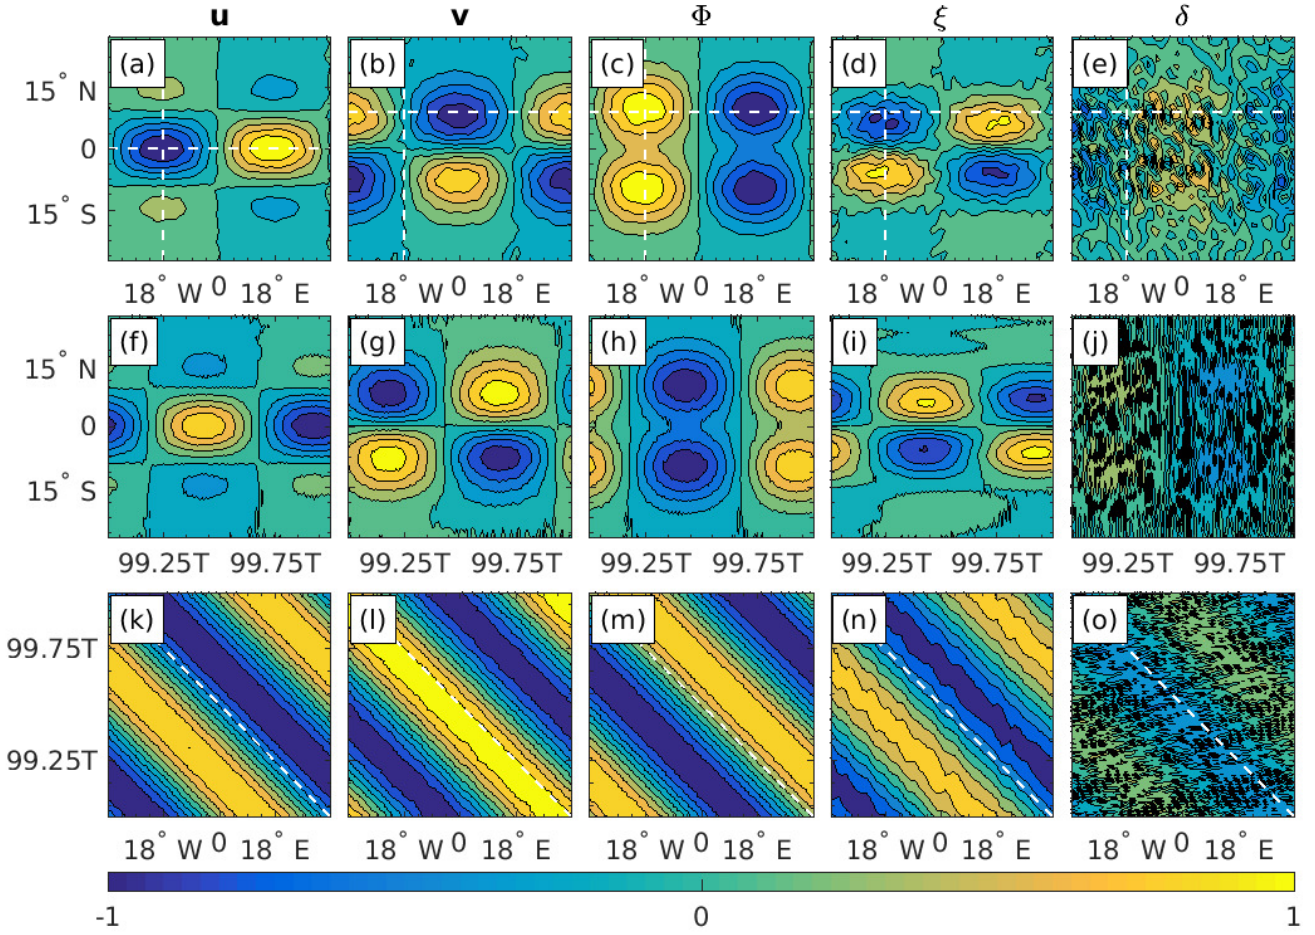 u v Φ ξ δ
(a) (b) (c) (d) (e)
15° N
0
15° S
18° W 0 18° E 18° W 0 18° E 18° W 0 18° E 18° W 0 18° E 18° W 0 18° E
(f) (g) (h) (i) (j)
15° N
0
15° S
99.25T 99.75T 99.25T 99.75T 99.25T 99.75T 99.25T 99.75T 99.25T 99.75T
(k) (l) (m) (n) (o)
99.75T
99.25T
18° W 0 18° E 18° W 0 18° E 18° W 0 18° E 18° W 0 18° E 18° W 0 18° E
-1 0 1